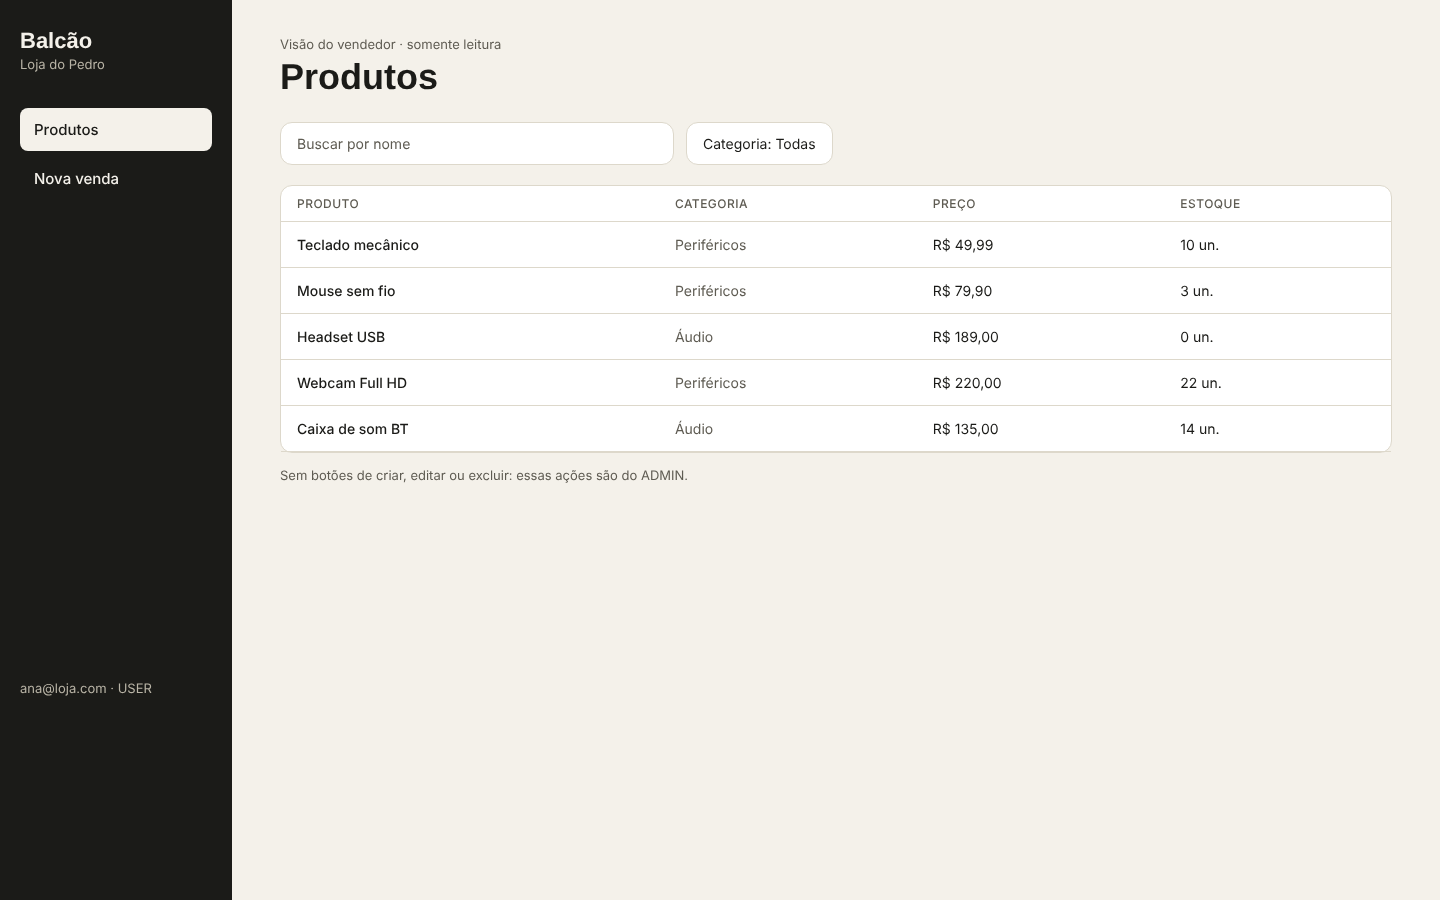 Balcão
Loja do Pedro
Produtos
Nova venda
ana@loja.com · USER
Visão do vendedor · somente leitura
Produtos
Buscar por nome
Categoria: Todas
PRODUTO CATEGORIA PREÇO ESTOQUE
Teclado mecânico Periféricos R$ 49,99 10 un.
Mouse sem fio Periféricos R$ 79,90 3 un.
Headset USB Áudio R$ 189,00 0 un.
Webcam Full HD Periféricos R$ 220,00 22 un.
Caixa de som BT Áudio R$ 135,00 14 un.
Sem botões de criar, editar ou excluir: essas ações são do ADMIN.